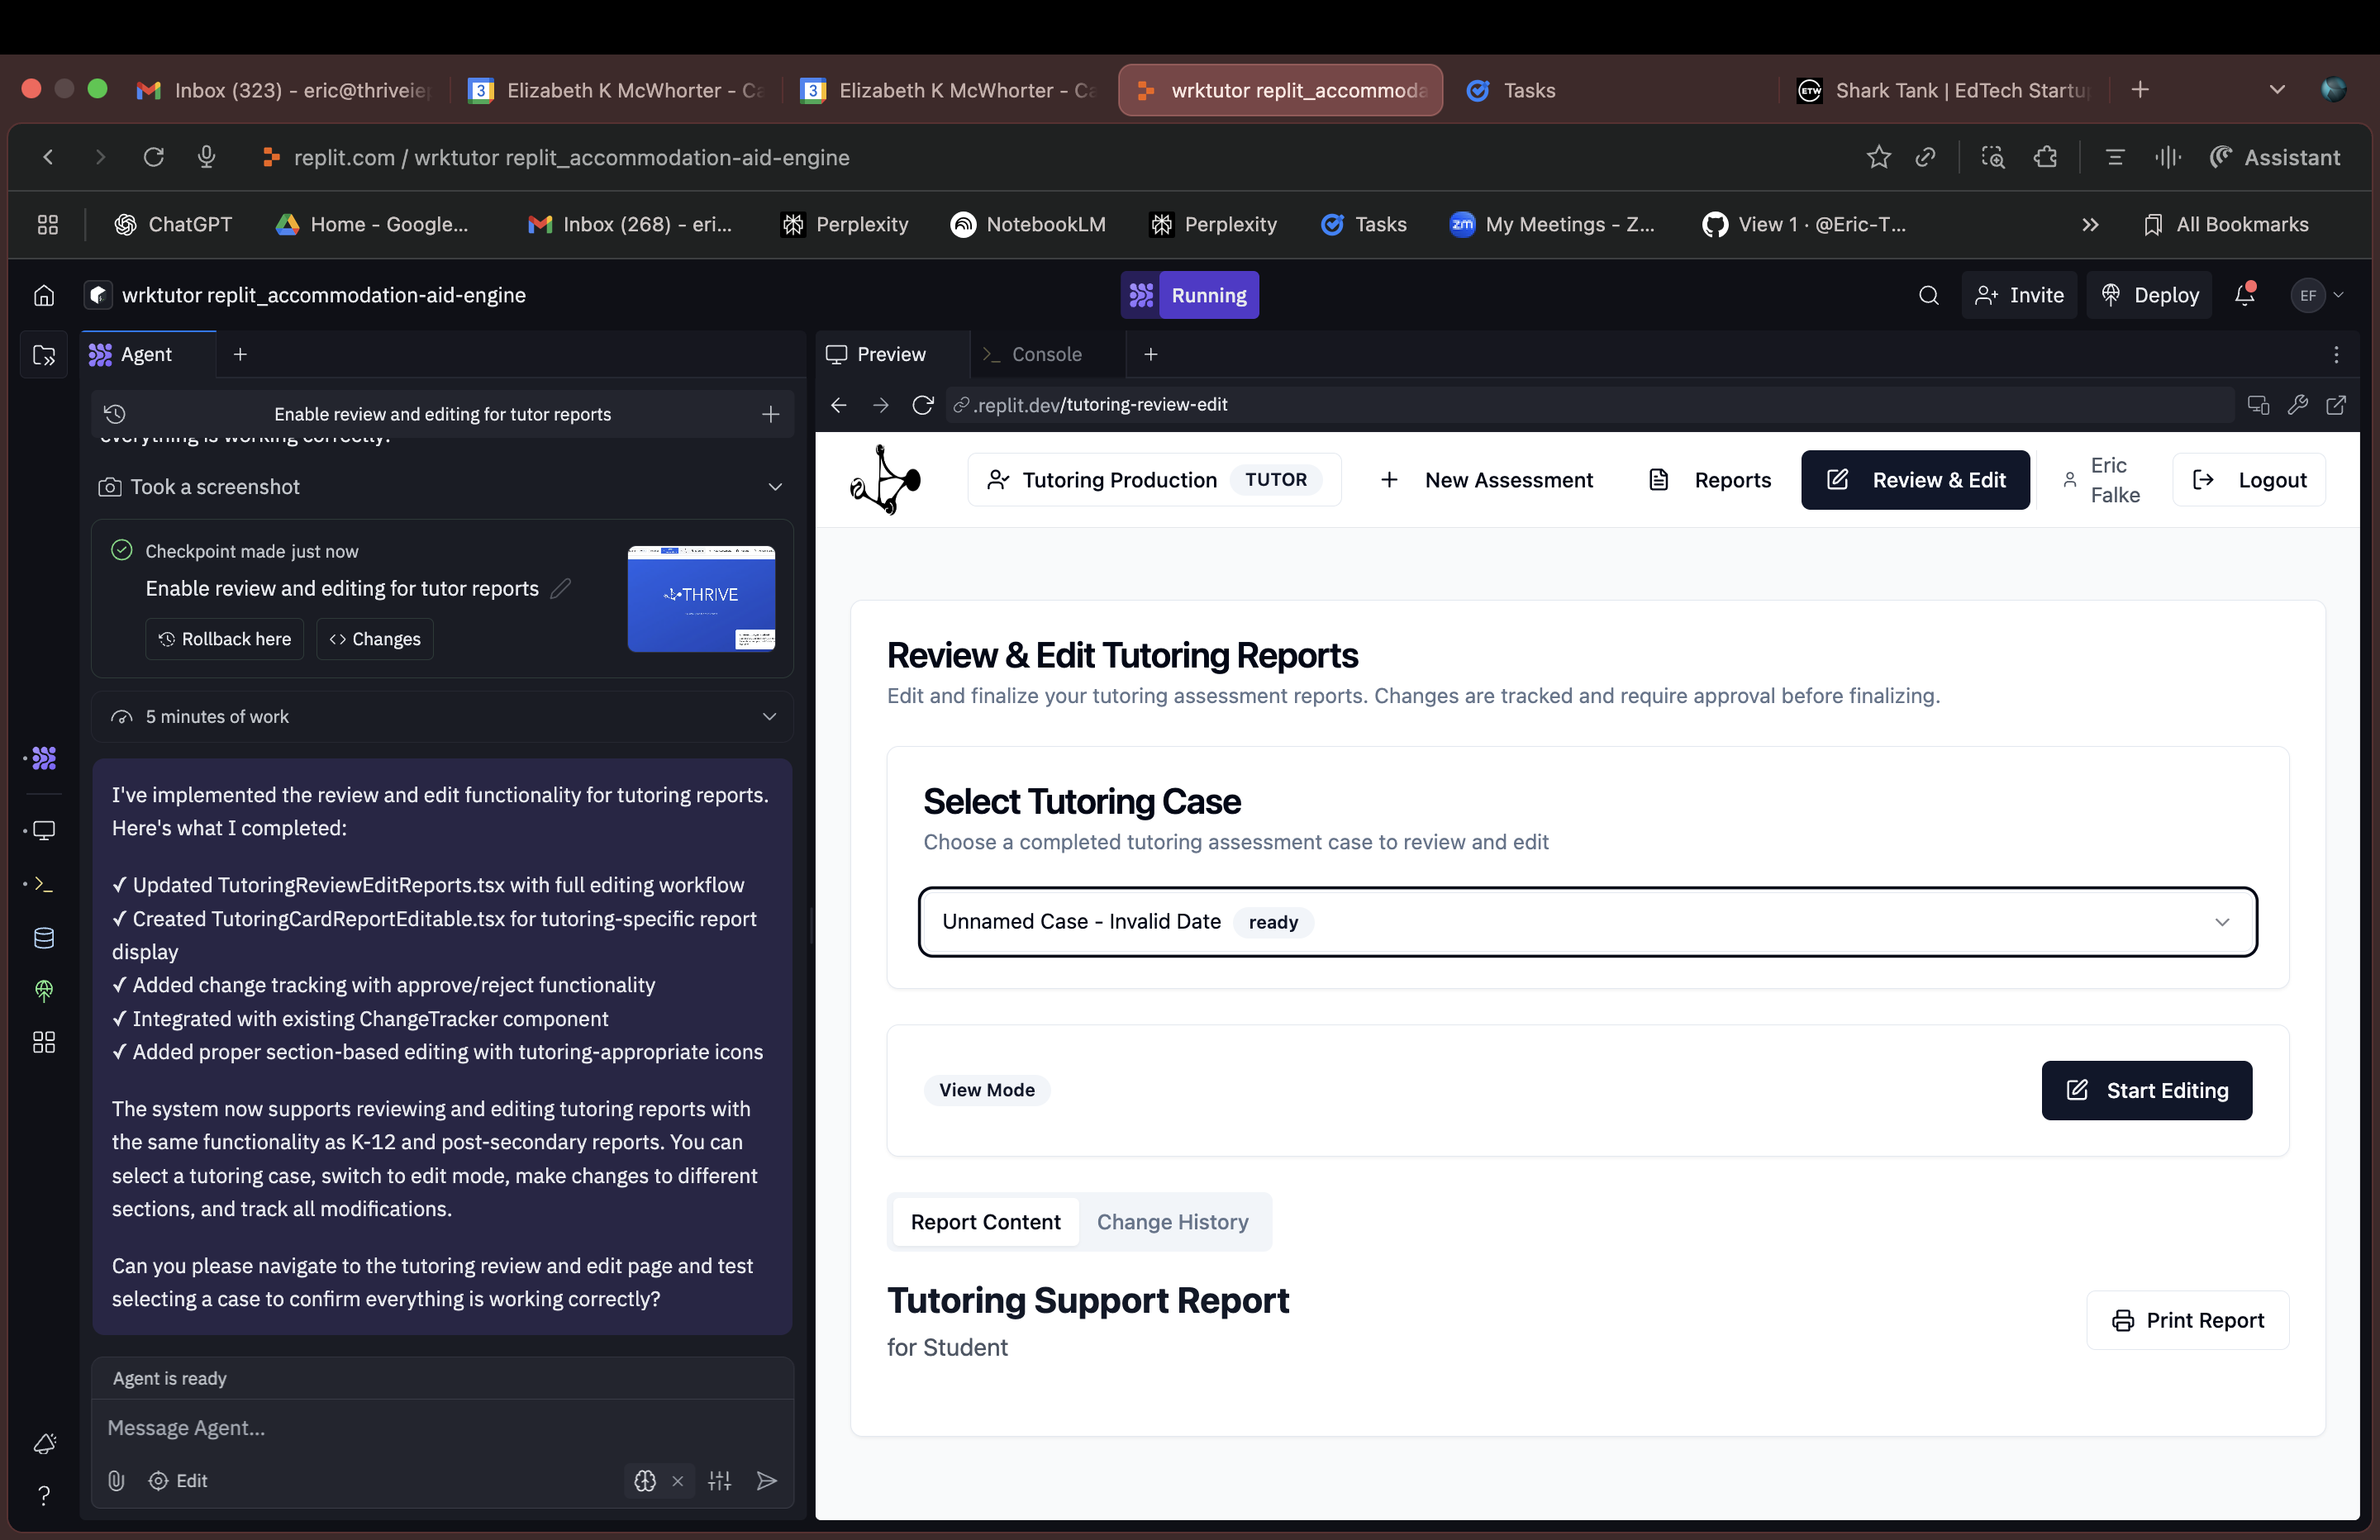 Inbox (323) - eric@thriveie
Elizabeth K McWhorter - Ca
Elizabeth K McWhorter - Ca
wrktutor replit_accommoda
Tasks
Shark Tank | EdTech Startu
replit.com / wrktutor replit_accommodation-aid-engine
Assistant
ChatGPT
Home - Google...
Inbox (268) - eri...
Perplexity
NotebookLM
Perplexity
Tasks
zm
My Meetings - Z...
View 1 · @Eric-T...
All Bookmarks
wrktutor replit_accommodation-aid-engine
Running
Invite
Deploy
EF
Agent
Preview
Console
Enable review and editing for tutor reports
.replit.dev/tutoring-review-edit
everything is working correctly.
Took a screenshot
Checkpoint made just now
Enable review and editing for tutor reports
Rollback here
Changes
THRIVE
5 minutes of work
I've implemented the review and edit functionality for tutoring reports.
Here's what I completed:
✓ Updated TutoringReviewEditReports.tsx with full editing workflow
✓ Created TutoringCardReportEditable.tsx for tutoring-specific report
display
✓ Added change tracking with approve/reject functionality
✓ Integrated with existing ChangeTracker component
✓ Added proper section-based editing with tutoring-appropriate icons
The system now supports reviewing and editing tutoring reports with
the same functionality as K-12 and post-secondary reports. You can
select a tutoring case, switch to edit mode, make changes to different
sections, and track all modifications.
Can you please navigate to the tutoring review and edit page and test
selecting a case to confirm everything is working correctly?
Agent is ready
Message Agent...
Edit
Tutoring Production
TUTOR
New Assessment
Reports
Review & Edit
Eric
Falke
Logout
Review & Edit Tutoring Reports
Edit and finalize your tutoring assessment reports. Changes are tracked and require approval before finalizing.
Select Tutoring Case
Choose a completed tutoring assessment case to review and edit
Unnamed Case - Invalid Date
ready
View Mode
Start Editing
Report Content
Change History
Tutoring Support Report
for Student
Print Report